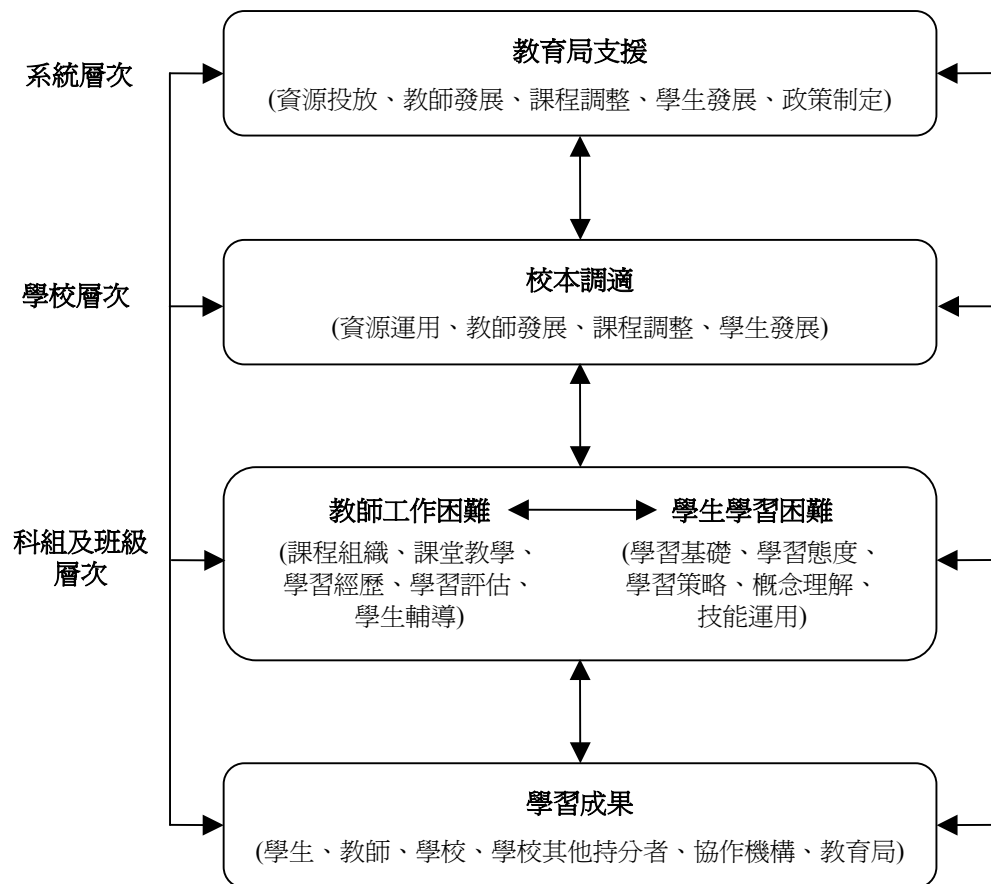 系統層次
教育局支援
(資源投放、教師發展、課程調整、學生發展、政策制定)
學校層次
校本調適
(資源運用、教師發展、課程調整、學生發展)
科組及班級
層次
教師工作困難
(課程組織、課堂教學、
學習經歷、學習評估、
學生輔導)
學生學習困難
(學習基礎、學習態度、
學習策略、概念理解、
技能運用)
學習成果
(學生、教師、學校、學校其他持分者、協作機構、教育局)